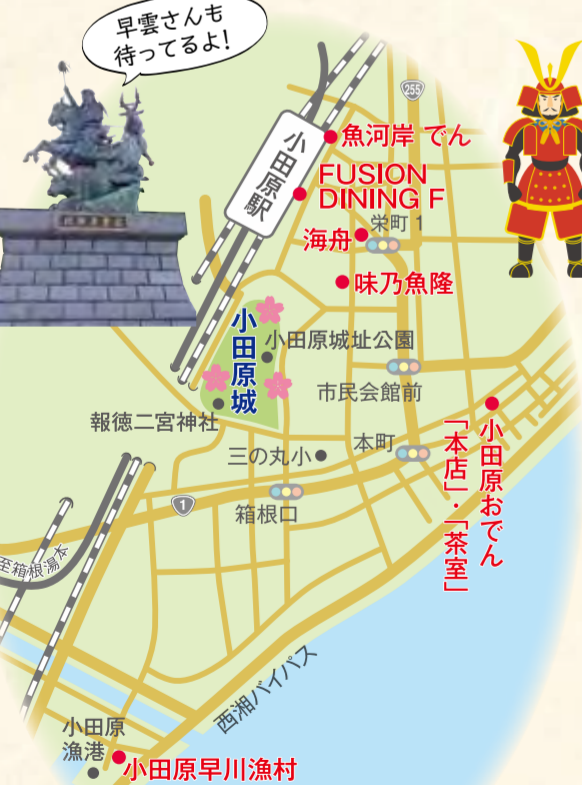 早雲さんも
待ってるよ！
255
小田原駅
魚河岸 でん
FUSION
DINING F
栄町 1
海舟
味乃魚隆
小田原城
小田原城址公園
市民会館前
報徳二宮神社
三の丸小
本町
小田原おでん
「本店」・「茶室」
1
箱根口
至箱根湯本
西湘バイパス
小田原
漁港
小田原早川漁村